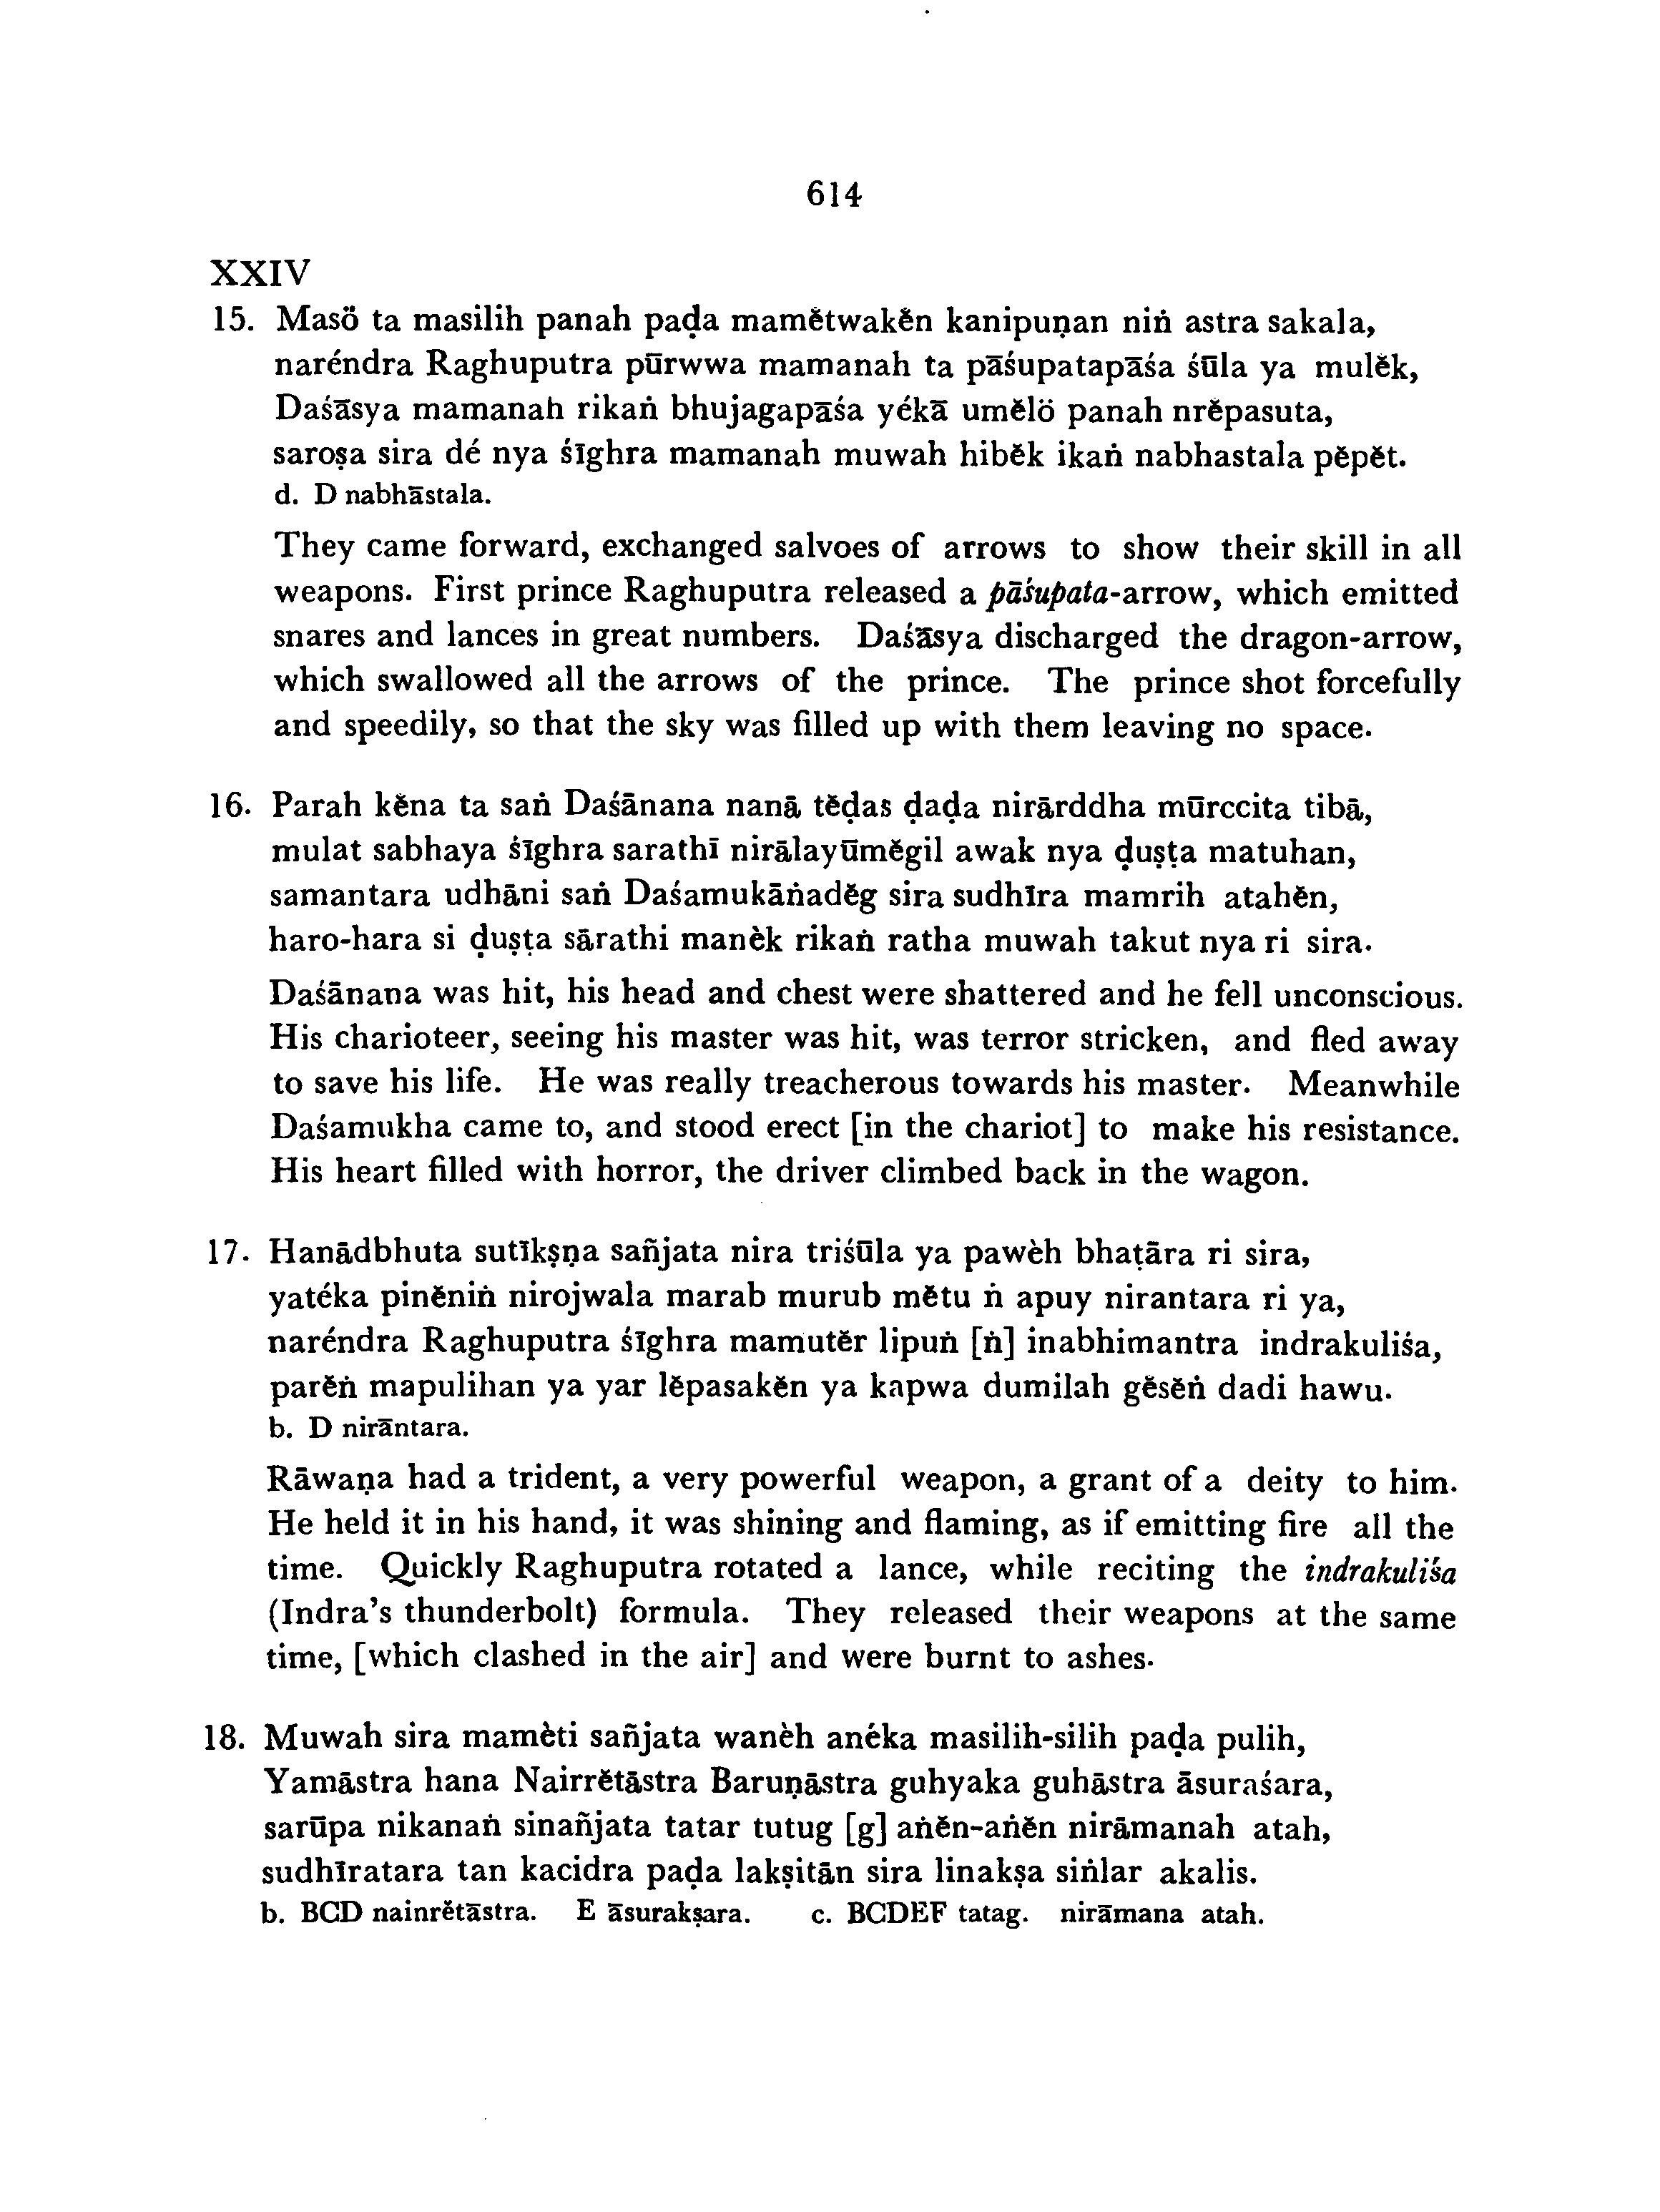 614
XXIV
15. Masö ta masilih panah paḍa mamĕtwakĕn kanipuṇan niṅ astra sakala,
naréndra Raghuputra pūrwwa mamanah ta pāśupatapāśa śūla ya mulĕk,
Daśāsya mamanah rikaṅ bhujagapāśa yékā umĕlö panah nrĕpasuta,
saroṣa sira dé nya śīghra mamanah muwah hibĕk ikaṅ nabhastala pĕpĕt.
d. D nabhāstala.
They came forward, exchanged salvoes of arrows to show their skill in all
weapons. First prince Raghuputra released a pāśupata-arrow, which emitted
snares and lances in great numbers. Daśāsya discharged the dragon-arrow,
which swallowed all the arrows of the prince. The prince shot forcefully
and speedily, so that the sky was filled up with them leaving no space.
16. Parah kĕna ta saṅ Daśānana nanā tĕḍas ḍaḍa nirārddha mūrccita tibā,
mulat sabhaya śīghra sarathī nirālayūmĕgil awak nya ḍuṣṭa matuhan,
samantara udhāni saṅ Daśamukāṅadĕg sira sudhīra mamrih atahĕn,
haro-hara si ḍuṣṭa sārathi manèk rikaṅ ratha muwah takut nya ri sira.
Daśānana was hit, his head and chest were shattered and he fell unconscious.
His charioteer, seeing his master was hit, was terror stricken, and fled away
to save his life. He was really treacherous towards his master. Meanwhile
Daśamukha came to, and stood erect [in the chariot] to make his resistance.
His heart filled with horror, the driver climbed back in the wagon.
17. Hanādbhuta sutīkṣṇa sañjata nira triśūla ya pawèh bhaṭāra ri sira,
yatéka pinĕniṅ nirojwala marab murub mĕtu ṅ apuy nirantara ri ya,
naréndra Raghuputra śīghra mamutĕr lipuṅ [ṅ] inabhimantra indrakuliśa,
parĕṅ mapulihan ya yar lĕpasakĕn ya kapwa dumilah gĕsĕṅ dadi hawu.
b. D nirāntara.
Rāwaṇa had a trident, a very powerful weapon, a grant of a deity to him.
He held it in his hand, it was shining and flaming, as if emitting fire all the
time. Quickly Raghuputra rotated a lance, while reciting the indrakuliśa
(Indra's thunderbolt) formula. They released their weapons at the same
time, [which clashed in the air] and were burnt to ashes.
18. Muwah sira mamèti sañjata wanèh anéka masilih-silih paḍa pulih,
Yamāstra hana Nairrĕtāstra Baruṇāstra guhyaka guhāstra āsuraśara,
sarūpa nikanaṅ sinañjata tatar tutug [g] aṅĕn-aṅĕn nirāmanah atah,
sudhīratara tan kacidra paḍa lakṣitān sira linakṣa siṅlar akalis.
b. BCD nainrĕtāstra. E āsurakṣara. c. BCDEF tatag. nirāmana atah.